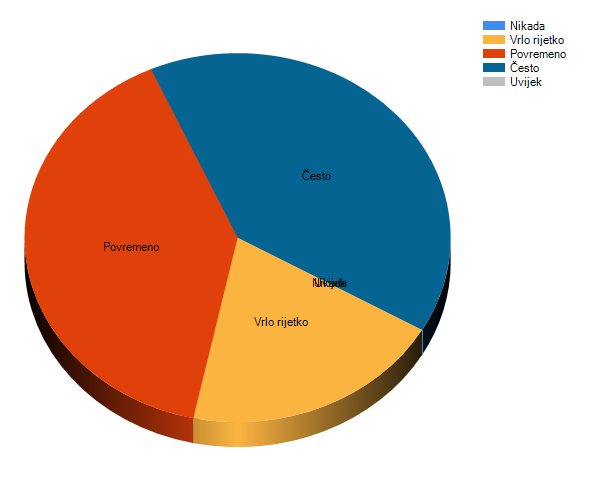 Nikada
Vrlo rijetko
Povremeno
Često
Uvijek
Često
Povremeno
Vrlo rijetko